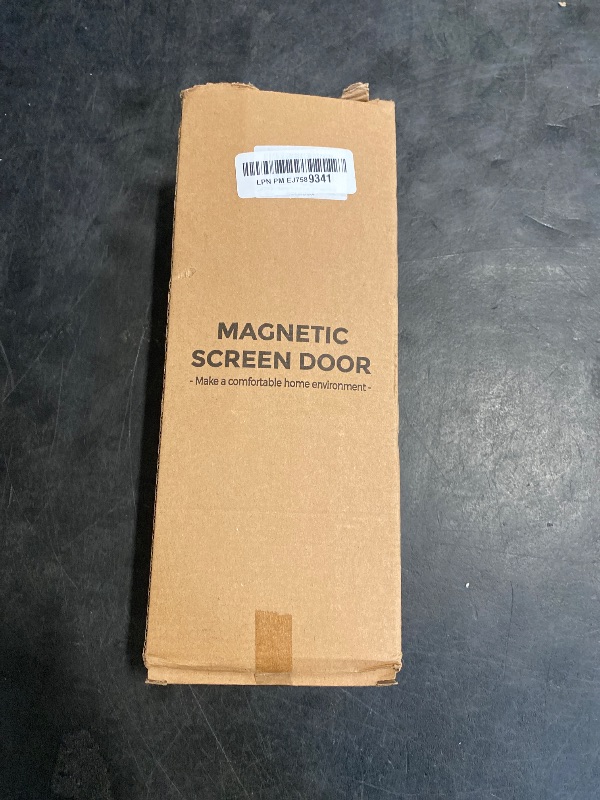 LPN PM EJ7589341
MAGNETIC
SCREEN DOOR
- Make a comfortable home environment -